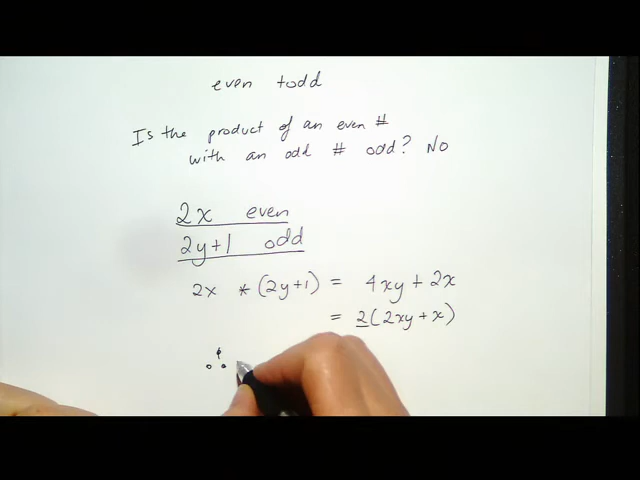 even + odd
Is the product of an even #
with an odd # odd? No
2x even
2y+1 odd
2x * (2y+1) = 4xy + 2x
= 2(2xy + x)
∴